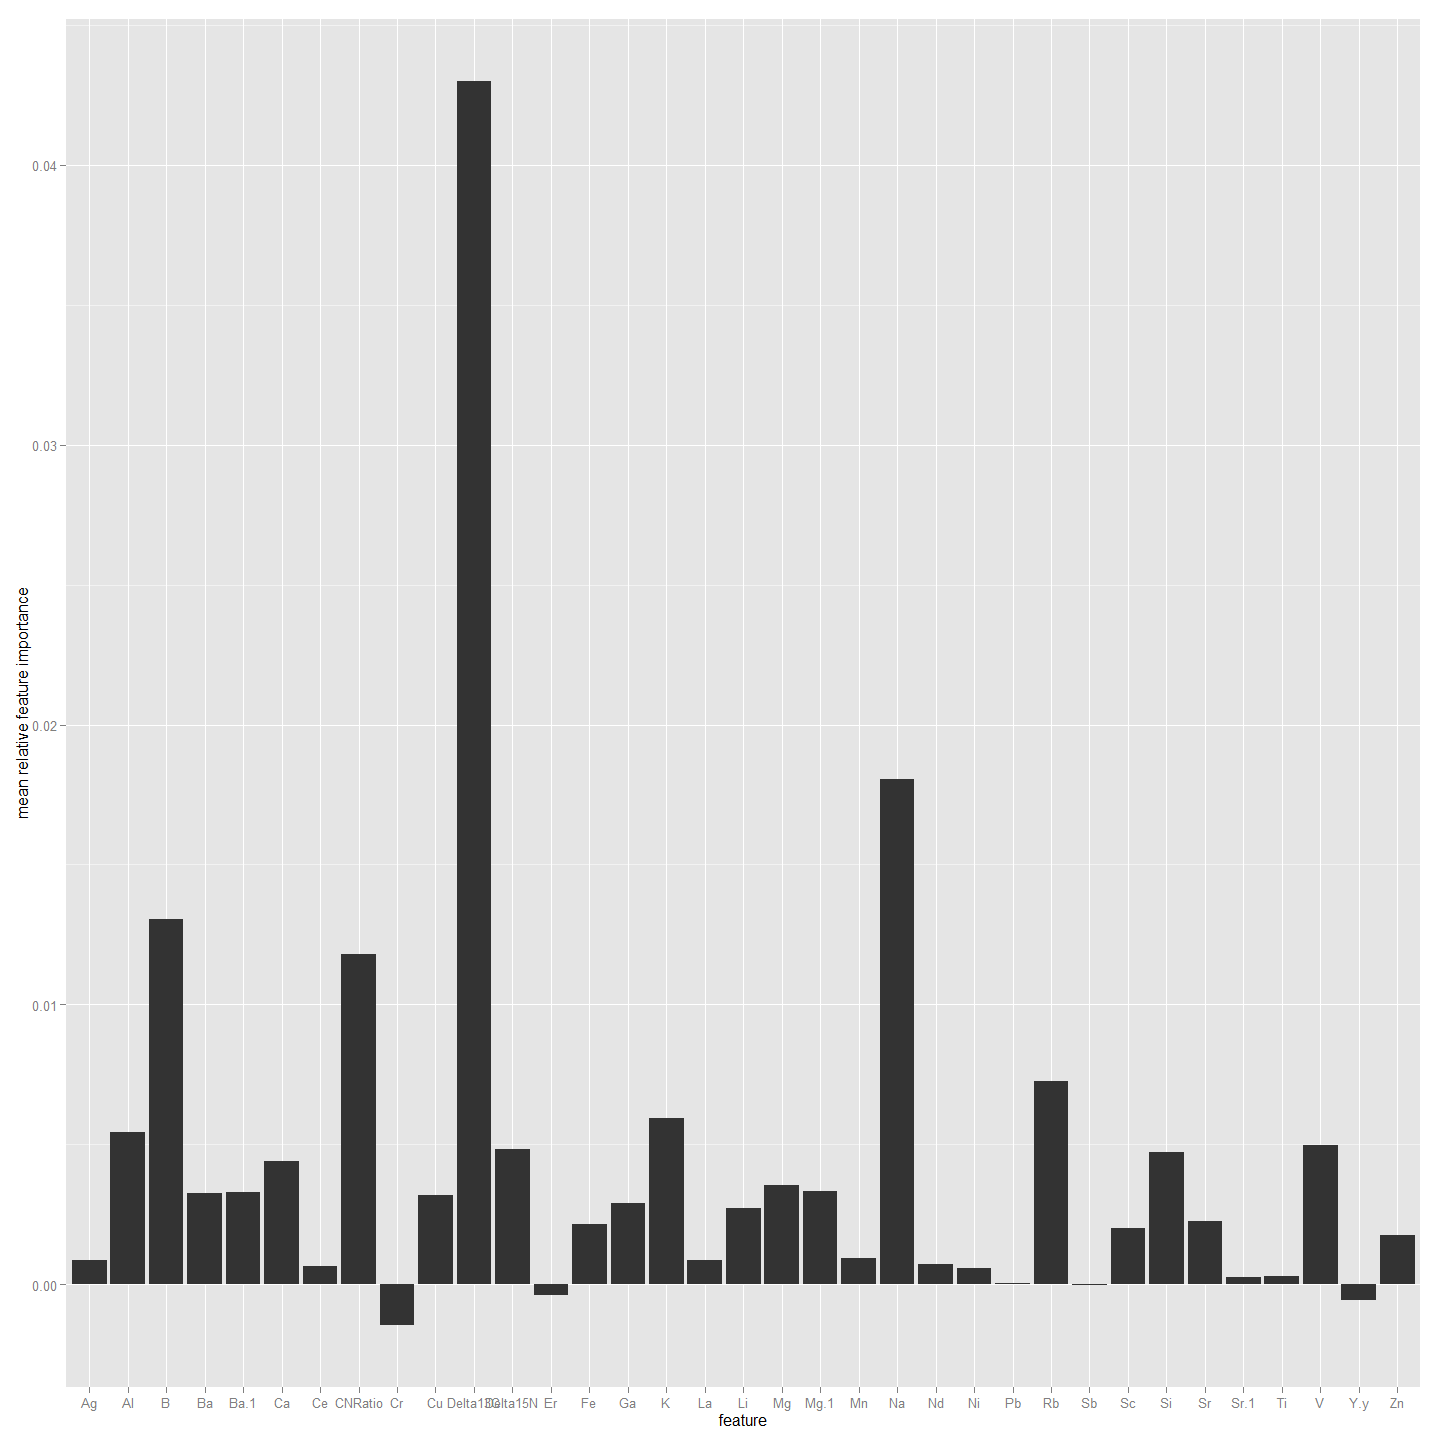 mean relative feature importance
0.04
0.03
0.02
0.01
0.00
Ag Al B Ba Ba.1 Ca Ce CNRatio Cr Cu Delta13C Delta15N Er Fe Ga K La Li Mg Mg.1 Mn Na Nd Ni Pb Rb Sb Sc Si Sr Sr.1 Ti V Y.y Zn
feature